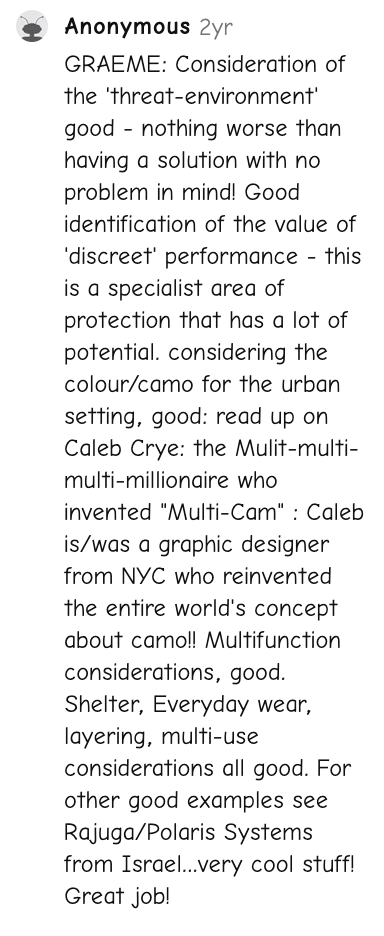 Anonymous 2yr
GRAEME: Consideration of
the 'threat-environment'
good - nothing worse than
having a solution with no
problem in mind! Good
identification of the value of
'discreet' performance - this
is a specialist area of
protection that has a lot of
potential. considering the
colour/camo for the urban
setting, good: read up on
Caleb Crye: the Mulit-multi-
multi-millionaire who
invented "Multi-Cam" : Caleb
is/was a graphic designer
from NYC who reinvented
the entire world's concept
about camo!! Multifunction
considerations, good.
Shelter, Everyday wear,
layering, multi-use
considerations all good. For
other good examples see
Rajuga/Polaris Systems
from Israel...very cool stuff!
Great job!